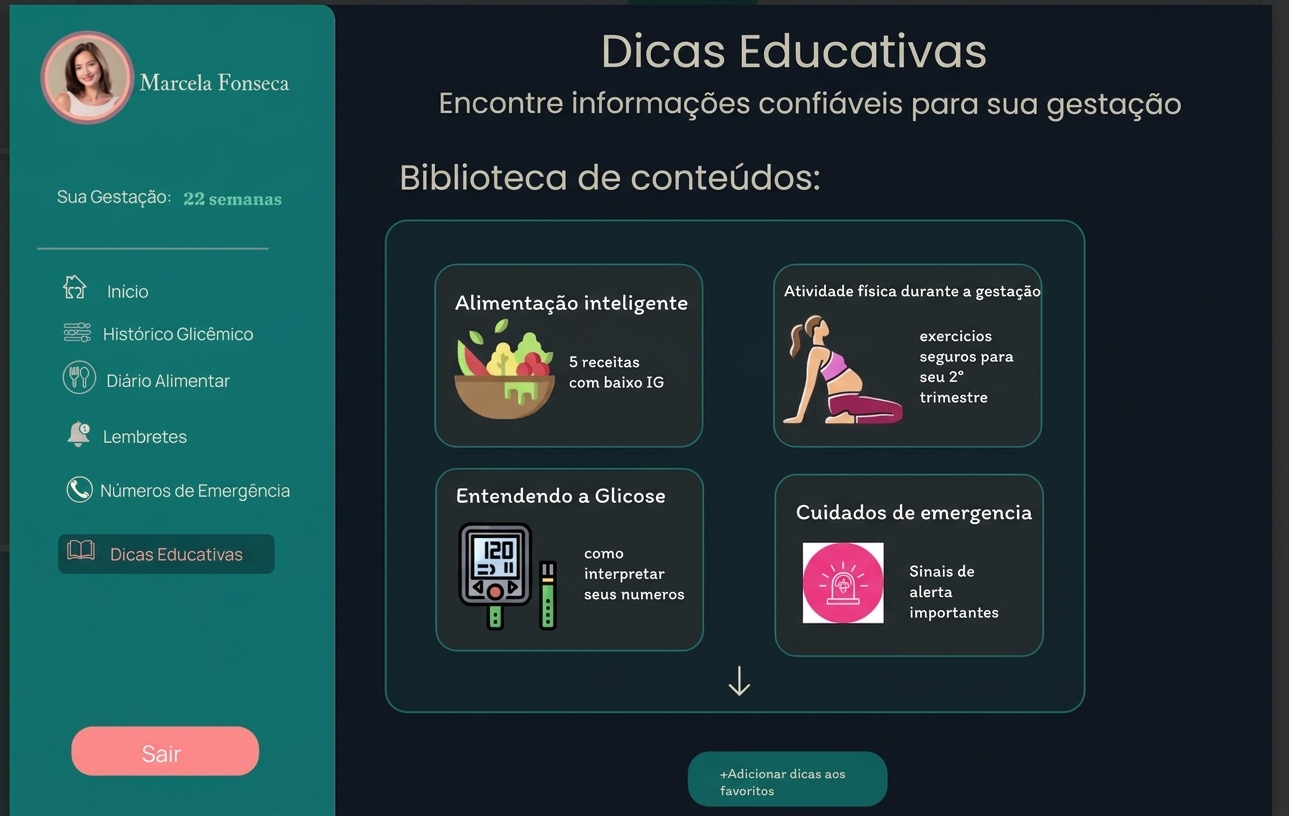 Marcela Fonseca
Sua Gestação: 22 semanas
Início
Histórico Glicêmico
Diário Alimentar
1
Lembretes
Números de Emergência
Dicas Educativas
Sair
Dicas Educativas
Encontre informações confiáveis para sua gestação
Biblioteca de conteúdos:
Alimentação inteligente
5 receitas
com baixo IG
Atividade física durante a gestação
exercicios
seguros para
seu 2º
trimestre
Entendendo a Glicose
120
como
interpretar
seus numeros
Cuidados de emergencia
Sinais de
alerta
importantes
+Adicionar dicas aos
favoritos